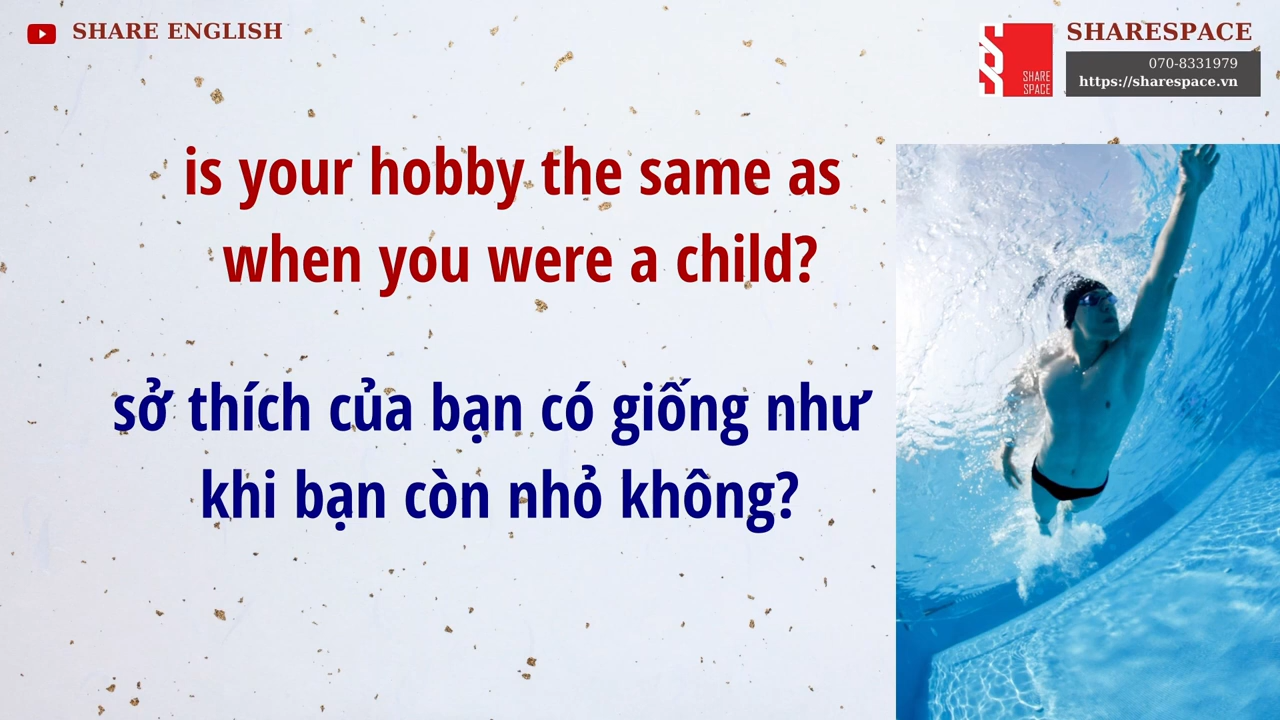 SHARE ENGLISH
SHARESPACE
070-8331979
https://sharespace.vn
SHARE
SPACE
is your hobby the same as
when you were a child?
sở thích của bạn có giống như
khi bạn còn nhỏ không?